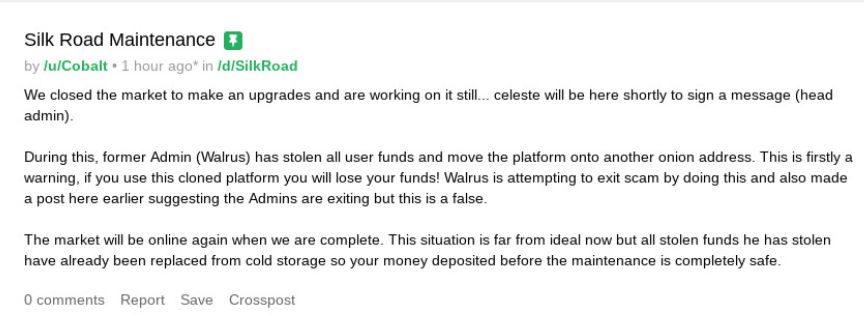 Silk Road Maintenance
by /u/Cobalt • 1 hour ago* in /d/SilkRoad
We closed the market to make an upgrades and are working on it still... celeste will be here shortly to sign a message (head
admin).
During this, former Admin (Walrus) has stolen all user funds and move the platform onto another onion address. This is firstly a
warning, if you use this cloned platform you will lose your funds! Walrus is attempting to exit scam by doing this and also made
a post here earlier suggesting the Admins are exiting but this is a false.
The market will be online again when we are complete. This situation is far from ideal now but all stolen funds he has stolen
have already been replaced from cold storage so your money deposited before the maintenance is completely safe.
0 comments Report Save Crosspost